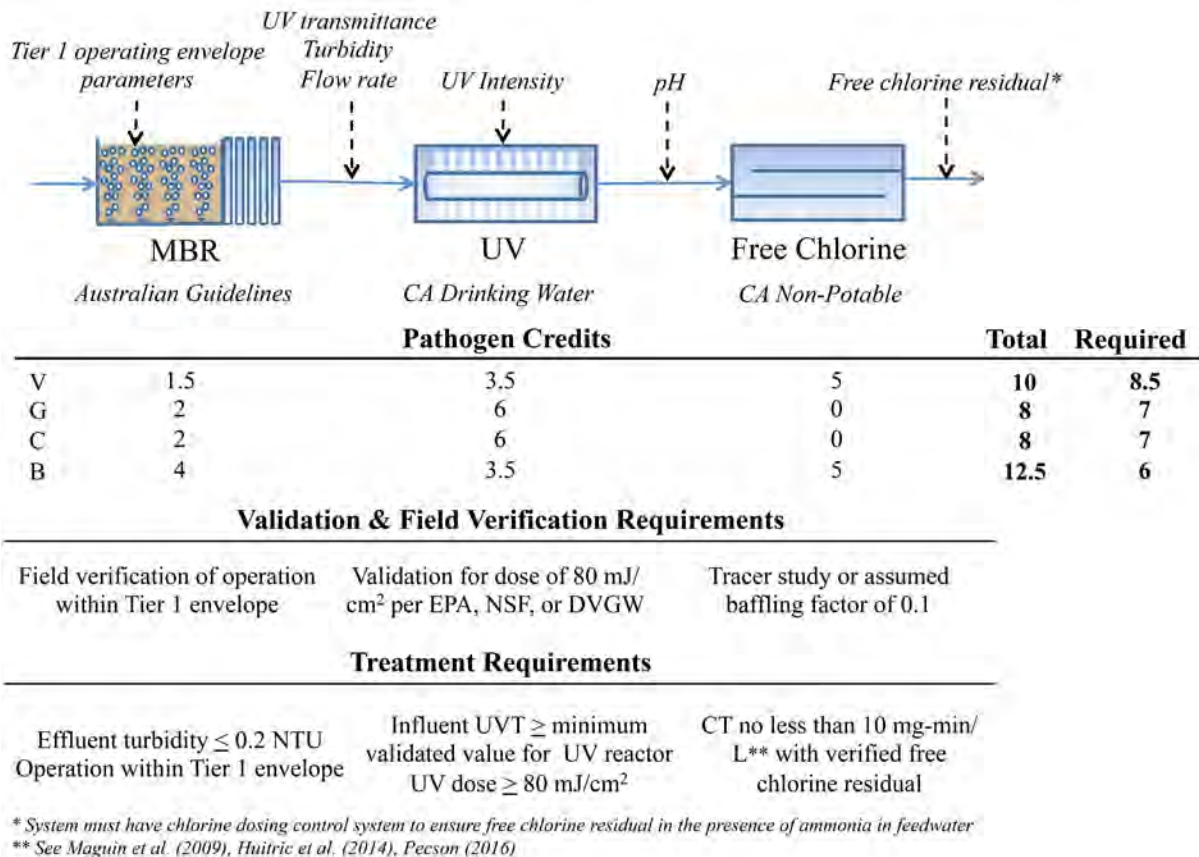 UV transmittance
Tier 1 operating envelope Turbidity
parameters Flow rate UV Intensity pH Free chlorine residual*
MBR UV Free Chlorine
Australian Guidelines CA Drinking Water CA Non-Potable
Pathogen Credits Total Required
V 1.5 3.5 5 10 8.5
G 2 6 0 8 7
C 2 6 0 8 7
B 4 3.5 5 12.5 6
Validation & Field Verification Requirements
Field verification of operation
within Tier 1 envelope
Validation for dose of 80 mJ/
cm² per EPA, NSF, or DVGW
Tracer study or assumed
baffling factor of 0.1
Treatment Requirements
Effluent turbidity ≤ 0.2 NTU
Operation within Tier 1 envelope
Influent UVT ≥ minimum
validated value for UV reactor
UV dose ≥ 80 mJ/cm²
CT no less than 10 mg-min/
L** with verified free
chlorine residual
* System must have chlorine dosing control system to ensure free chlorine residual in the presence of ammonia in feedwater
** See Maguin et al. (2009), Huitric et al. (2014), Pecson (2016)